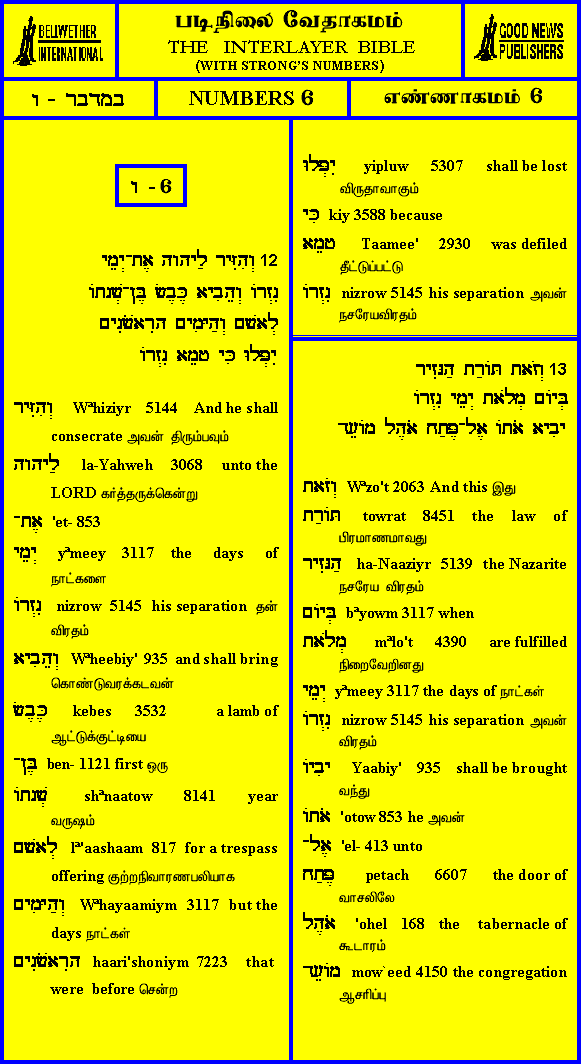 BELLWETHER
INTERNATIONAL
படிநிலை வேதாகமம்
THE INTERLAYER BIBLE
(WITH STRONG'S NUMBERS)
GOOD NEWS
PUBLISHERS
במדבר - ו
NUMBERS 6
எண்ணாகமம் 6
ו - 6
12 וְהִזִּיר לַיהוה אֶת־יְמֵי
נִזְרוֹ וְהֵבִיא כֶּבֶשׂ בֶּן־שְׁנתוֹ
לְאשׁם וְהַיּמִים הראשֹׁנִים
יִפְּלוּ כִּי טמֵא נִזְרוֹ
וְהִזִּיר Wᵊhiziyr 5144 And he shall
consecrate அவன் திரும்பவும்
לַיהוה la-Yahweh 3068 unto the
LORD கர்த்தருக்கென்று
אֶת־ 'et- 853
יְמֵי yᵊmeey 3117 the days of
நாட்களை
נִזְרוֹ nizrow 5145 his separation தன்
விரதம்
וְהֵבִיא Wᵊheebiy' 935 and shall bring
கொண்டுவரக்கடவன்
כֶּבֶשׂ kebes 3532 a lamb of
ஆட்டுக்குட்டியை
בֶּן־ ben- 1121 first ஒரு
שְׁנתוֹ shᵊnaatow 8141 year
வருஷம்
לְאשׁם lᵊ'aashaam 817 for a trespass
offering குற்றநிவாரணபலியாக
וְהַיּמִים Wᵊhayaamiym 3117 but the
days நாட்கள்
הראשֹׁנִים haari'shoniym 7223 that
were before சென்ற
יִפְּלוּ yipluw 5307 shall be lost
விருதாவாகும்
כִּי kiy 3588 because
טמֵא Taamee' 2930 was defiled
தீட்டுப்பட்டு
נִזְרוֹ nizrow 5145 his separation அவன்
நசரேயவிரதம்
13 וְזֹאת תּוֹרַת הַנּזִיר
בְּיוֹם מְלֹאת יְמֵי נִזְרוֹ
יבִיא אֹתוֹ אֶל־פֶּתַח אֹהֶל מוֹעֵד־
וְזֹאת Wᵊzo't 2063 And this இது
תּוֹרַת towrat 8451 the law of
பிரமாணமாவது
הַנּזִיר ha-Naaziyr 5139 the Nazarite
நசரேய விரதம்
בְּיוֹם bᵊyowm 3117 when
מְלֹאת mᵊlo't 4390 are fulfilled
நிறைவேறினது
יְמֵי yᵊmeey 3117 the days of நாட்கள்
נִזְרוֹ nizrow 5145 his separation அவன்
விரதம்
יבִיוֹ Yaabiy' 935 shall be brought
வந்து
אֹתוֹ 'otow 853 he அவன்
אֶל־ 'el- 413 unto
פֶּתַח petach 6607 the door of
வாசலிலே
אֹהֶל 'ohel 168 the tabernacle of
கூடாரம்
מוֹעֵד־ mow`eed 4150 the congregation
ஆசரிப்பு